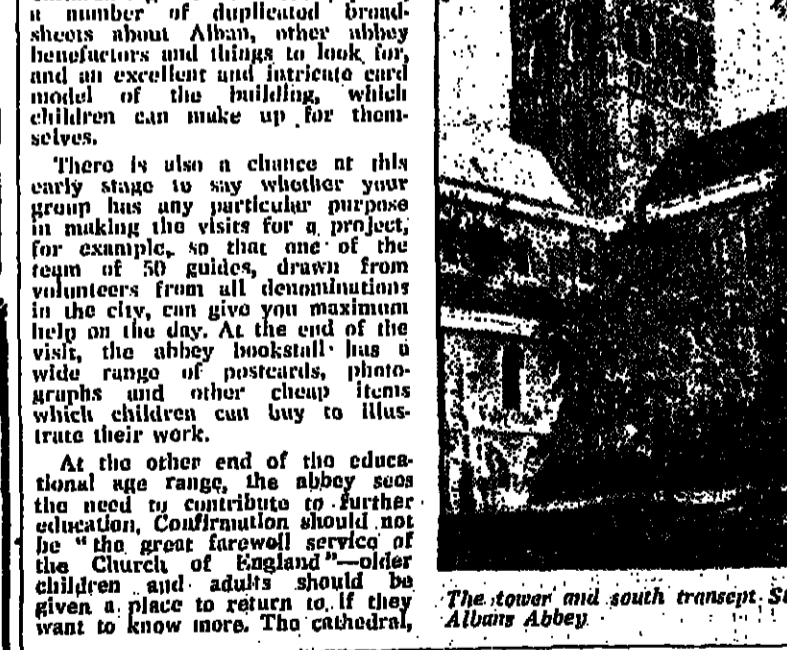 a number of duplicated broad-
sheets about Alban, other abbey
benefactors and things to look for,
and an excellent and intricate card
model of the building, which
children can make up for them-
selves.
There is also a chance at this
early stage to say whether your
group has any particular purpose
in making the visits for a project,
for example, so that one of the
team of 50 guides, drawn from
volunteers from all denominations
in the city, can give you maximum
help on the day. At the end of the
visit, the abbey bookstall has a
wide range of postcards, photo-
graphs and other cheap items
which children can buy to illus-
trate their work.
At the other end of the educa-
tional age range, the abbey sees
the need to contribute to further
education. Confirmation should not
be "the great farewell service of
the Church of England"—older
children and adults should be
given a place to return to if they
want to know more. The cathedral,
The tower and south transept St
Albans Abbey